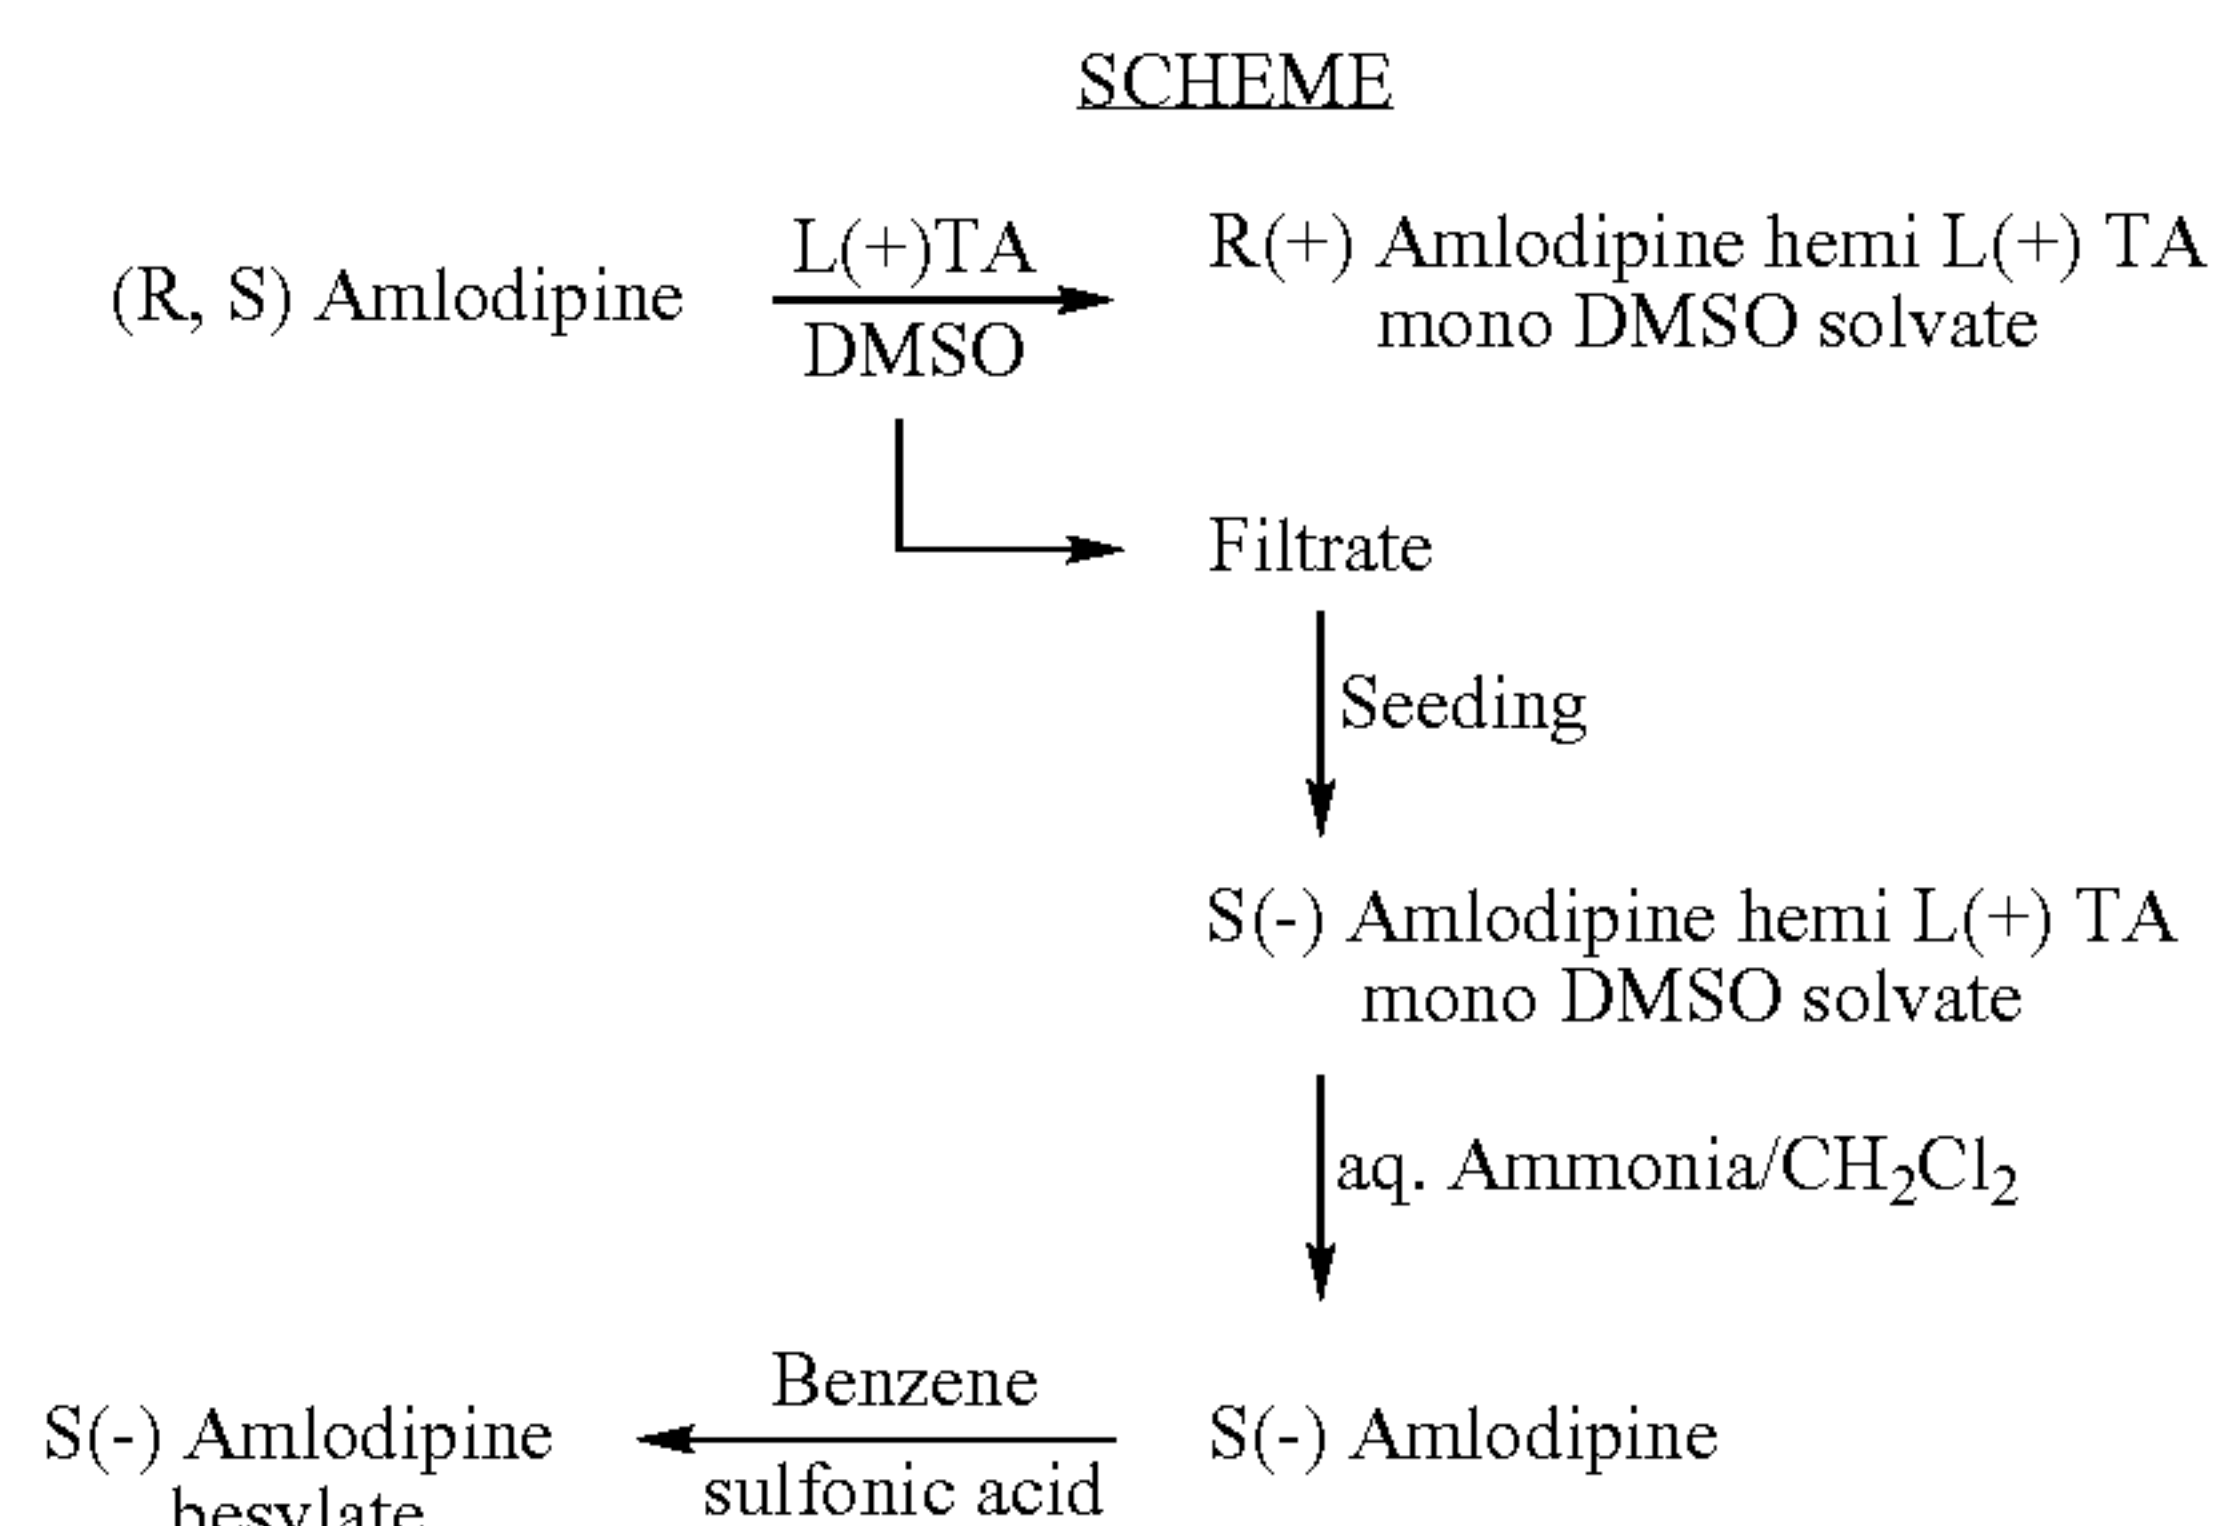 SCHEME
(R, S) Amlodipine
L(+)TA
DMSO
R(+) Amlodipine hemi L(+) TA
mono DMSO solvate
Filtrate
Seeding
S(-) Amlodipine hemi L(+) TA
mono DMSO solvate
aq. Ammonia/CH₂Cl₂
S(-) Amlodipine
Benzene
sulfonic acid
S(-) Amlodipine
besylate